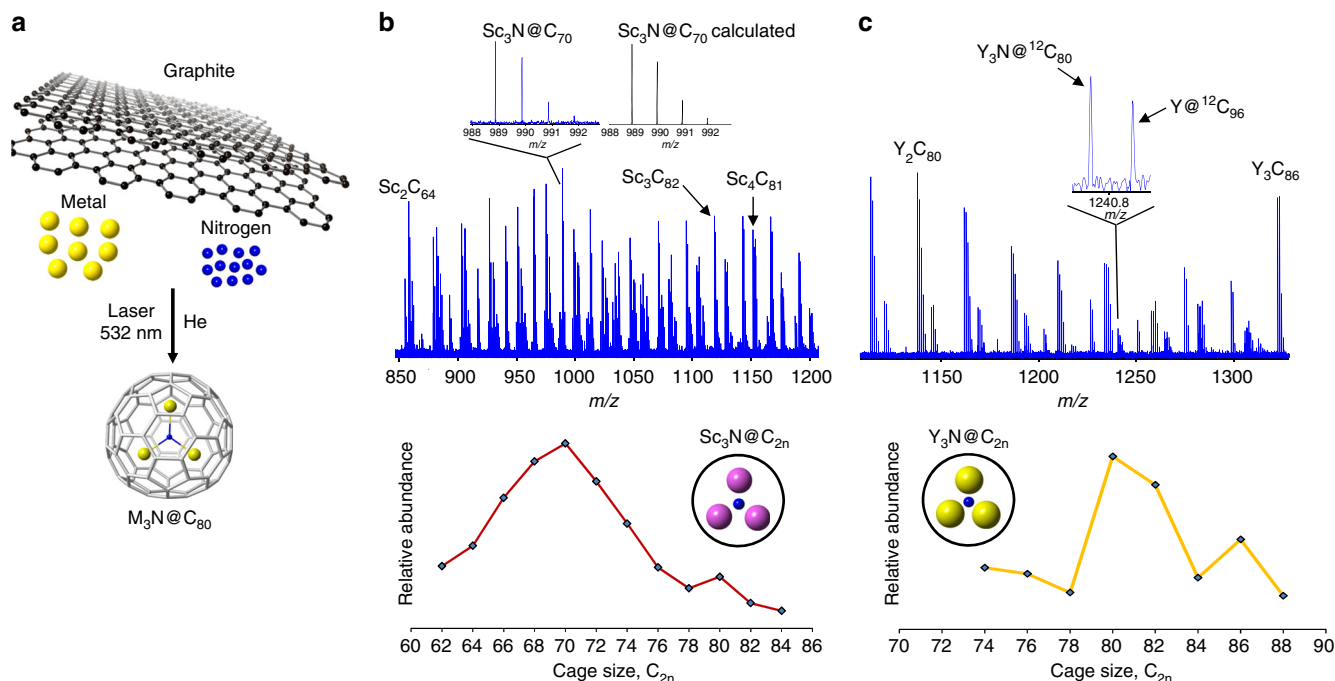 a
Graphite
Metal
Nitrogen
Laser
532 nm
He
M₃N@C₈₀
b
Sc₃N@C₇₀
Sc₃N@C₇₀ calculated
988 989 990 991 992
m/z
988 989 990 991 992
m/z
Sc₂C₆₄
Sc₃C₈₂
Sc₄C₈₁
850 900 950 1000 1050 1100 1150 1200
m/z
Relative abundance
Sc₃N@C₂ₙ
60 62 64 66 68 70 72 74 76 78 80 82 84 86
Cage size, C₂ₙ
c
Y₃N@¹²C₈₀
Y@¹²C₉₆
1240.8
m/z
Y₂C₈₀
Y₃C₈₆
1150 1200 1250 1300
m/z
Relative abundance
Y₃N@C₂ₙ
70 72 74 76 78 80 82 84 86 88 90
Cage size, C₂ₙ